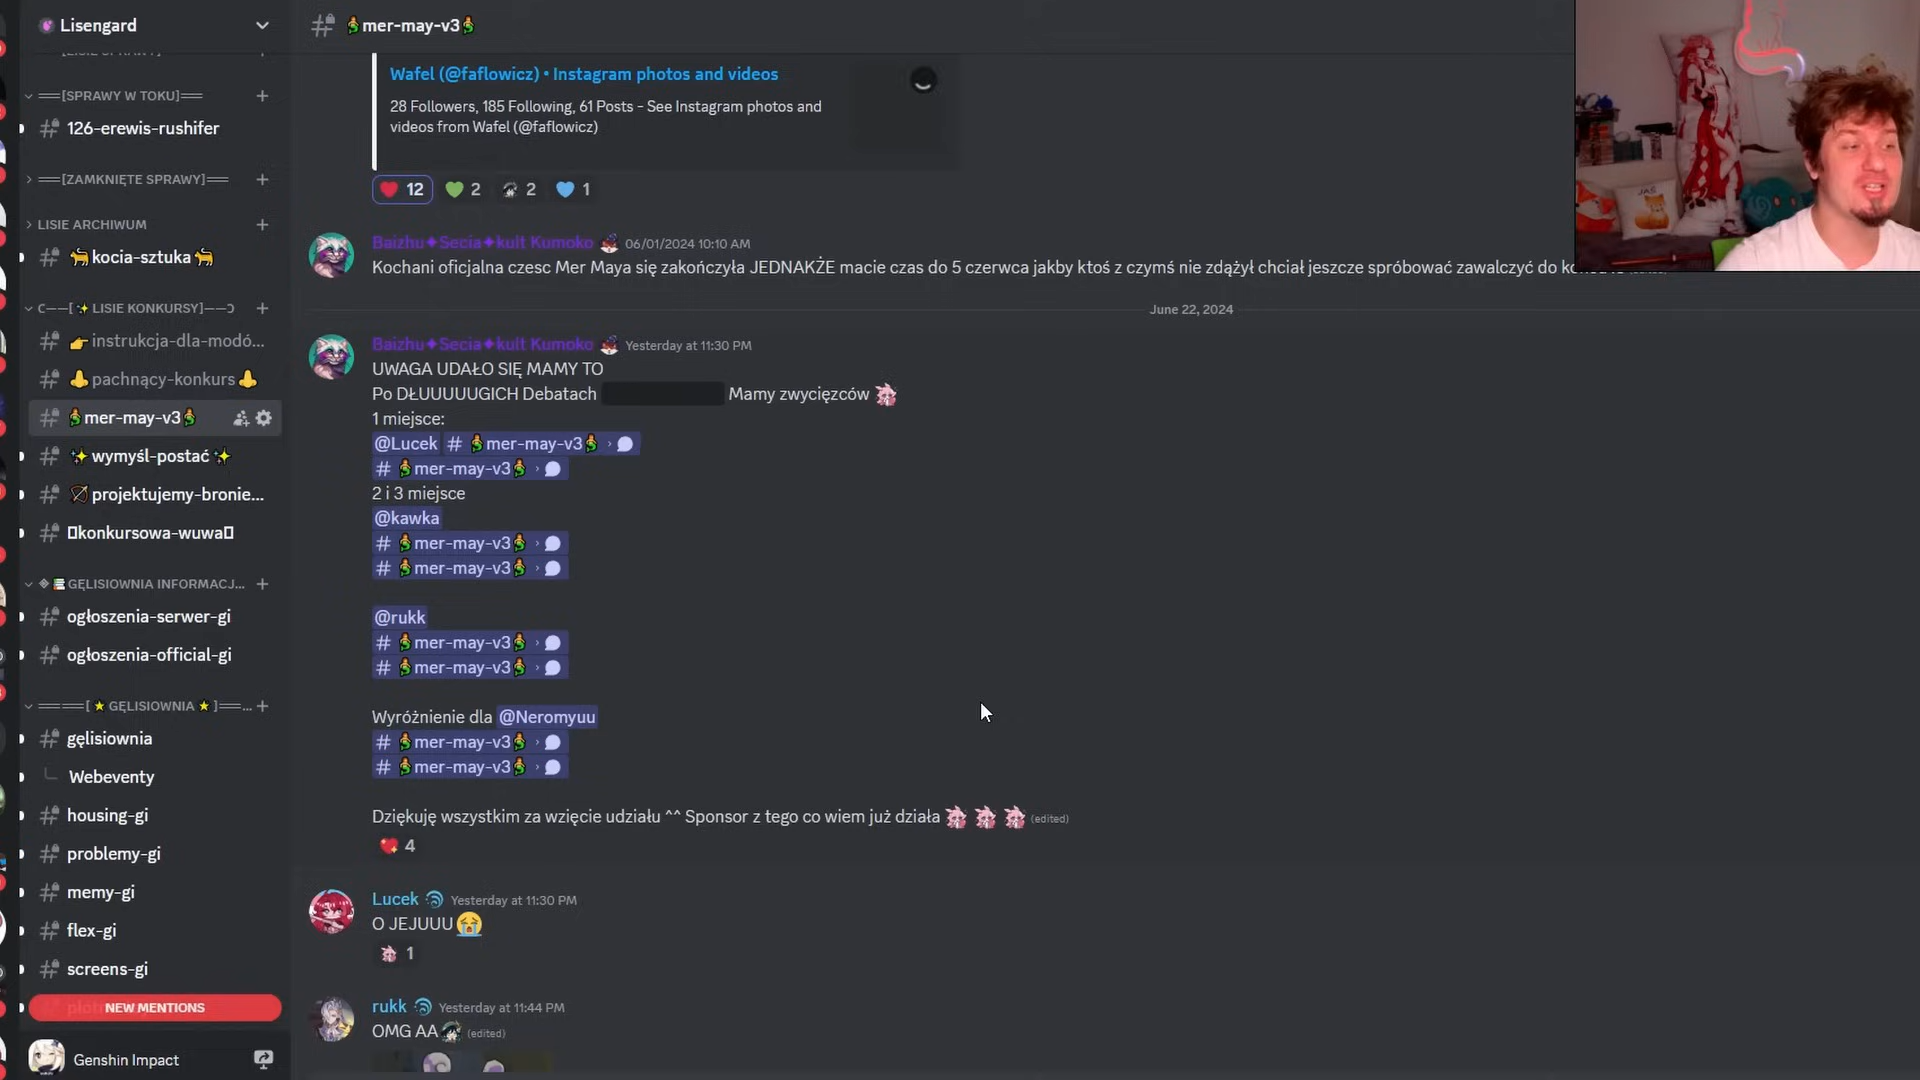 Lisengard
[LISIE SPRAWY]
==[SPRAWY W TOKU]==
126-erewis-rushifer
==[ZAMKNIĘTE SPRAWY]==
LISIE ARCHIWUM
🐈kocia-sztuka🐈
C——[✨LISIE KONKURSY]——Ɔ
👉instrukcja-dla-modó...
👃pachnący-konkurs👃
🧜mer-may-v3🧜
✨wymyśl-postać✨
🏹projektujemy-bronie...
▯konkursowa-wuwa▯
GĘLISIOWNIA INFORMACJ...
ogłoszenia-serwer-gi
ogłoszenia-official-gi
====[⭐GĘLISIOWNIA⭐]==...
gęlisiownia
Webeventy
housing-gi
problemy-gi
memy-gi
flex-gi
screens-gi
NEW MENTIONS
Genshin Impact
🧜mer-may-v3🧜
Wafel (@faflowicz) • Instagram photos and videos
28 Followers, 185 Following, 61 Posts - See Instagram photos and
videos from Wafel (@faflowicz)
❤️ 12 💚 2 2 💙 1
Baizhu✦Secia✦kult Kumoko 06/01/2024 10:10 AM
Kochani oficjalna czesc Mer Maya się zakończyła JEDNAKŻE macie czas do 5 czerwca jakby ktoś z czymś nie zdążył chciał jeszcze spróbować zawalczyć do
June 22, 2024
Baizhu✦Secia✦kult Kumoko Yesterday at 11:30 PM
UWAGA UDAŁO SIĘ MAMY TO
Po DŁUUUUUGICH Debatach Mamy zwycięzców
1 miejsce:
@Lucek # 🧜mer-may-v3🧜 ›
# 🧜mer-may-v3🧜 ›
2 i 3 miejsce
@kawka
# 🧜mer-may-v3🧜 ›
# 🧜mer-may-v3🧜 ›
@rukk
# 🧜mer-may-v3🧜 ›
# 🧜mer-may-v3🧜 ›
Wyróżnienie dla @Neromyuu
# 🧜mer-may-v3🧜 ›
# 🧜mer-may-v3🧜 ›
Dziękuję wszystkim za wzięcie udziału ^^ Sponsor z tego co wiem już działa (edited)
💖 4
Lucek Yesterday at 11:30 PM
O JEJUUU😭
1
rukk Yesterday at 11:44 PM
OMG AA (edited)
JAŚ